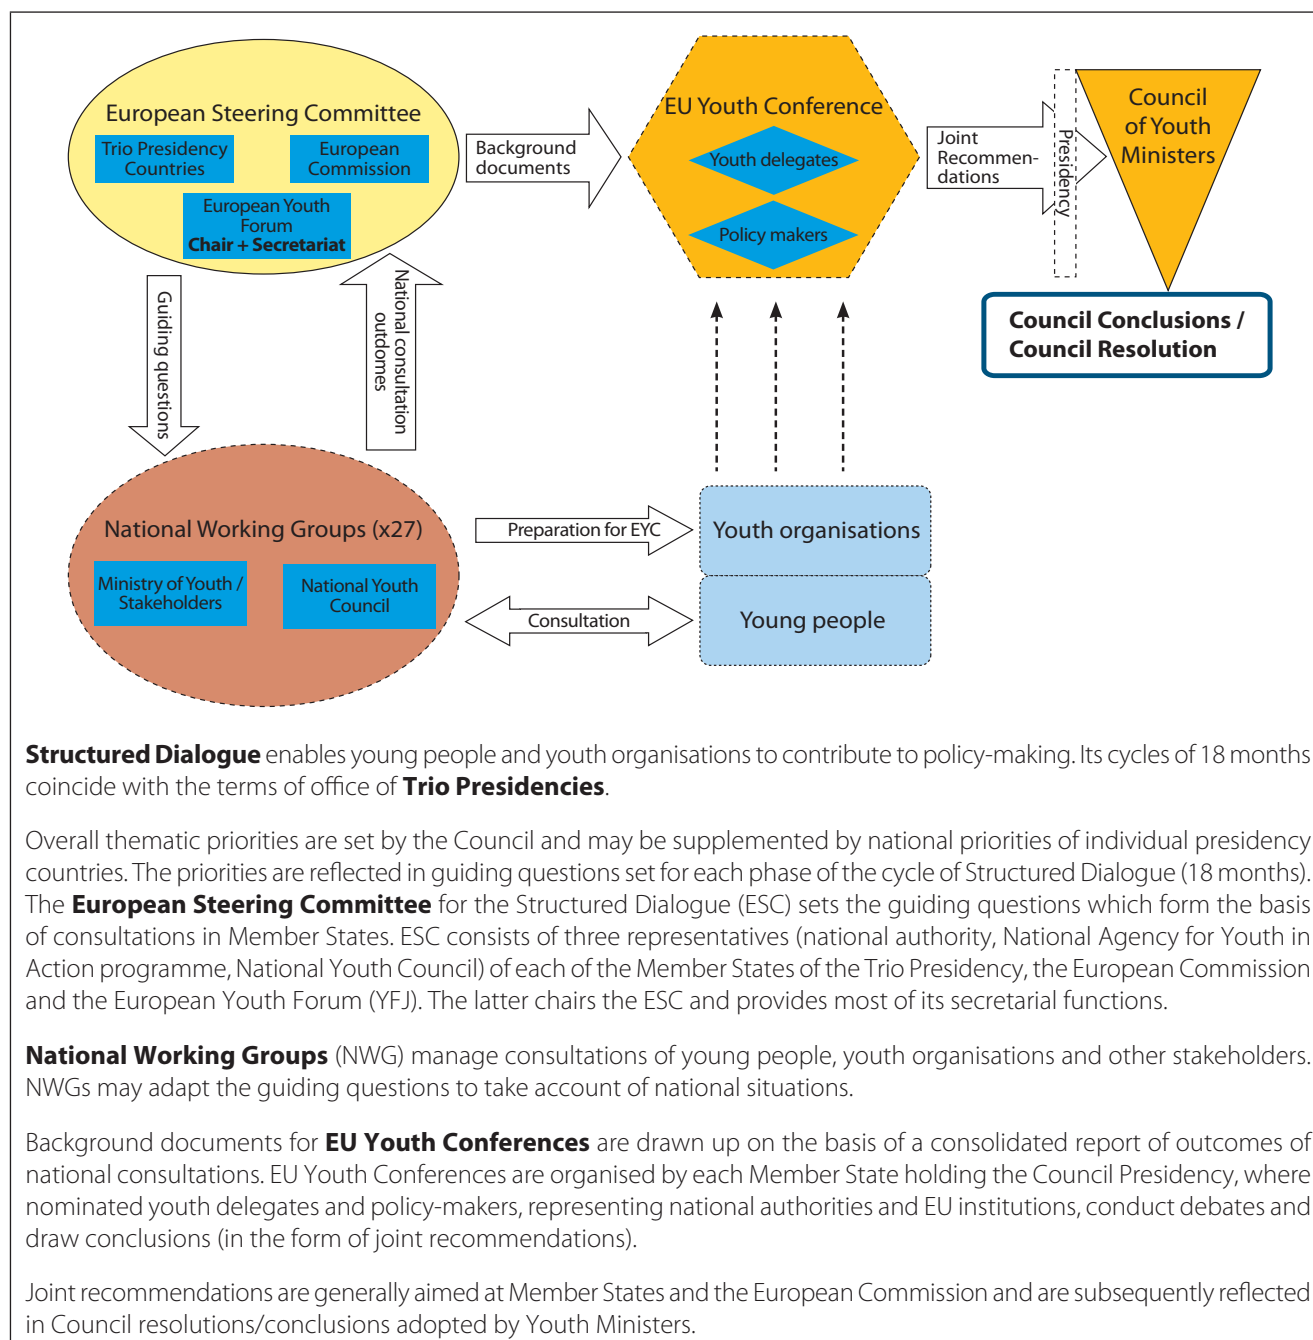 European Steering Committee
Trio Presidency
Countries
European
Commission
European Youth
Forum
Chair + Secretariat
Background
documents
EU Youth Conference
Youth delegates
Policy makers
Joint
Recommen-
dations
Presidency
Council
of Youth
Ministers
Council Conclusions /
Council Resolution
Guiding questions
National consultation
outcomes
National Working Groups (x27)
Ministry of Youth /
Stakeholders
National Youth
Council
Preparation for EYC
Consultation
Youth organisations
Young people
Structured Dialogue enables young people and youth organisations to contribute to policy-making. Its cycles of 18 months
coincide with the terms of office of Trio Presidencies.
Overall thematic priorities are set by the Council and may be supplemented by national priorities of individual presidency
countries. The priorities are reflected in guiding questions set for each phase of the cycle of Structured Dialogue (18 months).
The European Steering Committee for the Structured Dialogue (ESC) sets the guiding questions which form the basis
of consultations in Member States. ESC consists of three representatives (national authority, National Agency for Youth in
Action programme, National Youth Council) of each of the Member States of the Trio Presidency, the European Commission
and the European Youth Forum (YFJ). The latter chairs the ESC and provides most of its secretarial functions.
National Working Groups (NWG) manage consultations of young people, youth organisations and other stakeholders.
NWGs may adapt the guiding questions to take account of national situations.
Background documents for EU Youth Conferences are drawn up on the basis of a consolidated report of outcomes of
national consultations. EU Youth Conferences are organised by each Member State holding the Council Presidency, where
nominated youth delegates and policy-makers, representing national authorities and EU institutions, conduct debates and
draw conclusions (in the form of joint recommendations).
Joint recommendations are generally aimed at Member States and the European Commission and are subsequently reflected
in Council resolutions/conclusions adopted by Youth Ministers.